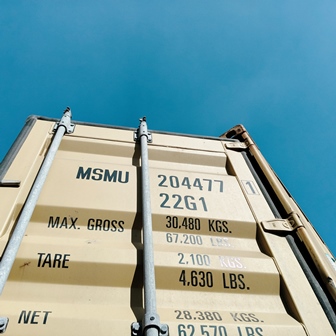 MSMU 204477 1
22G1
MAX. GROSS 30,480 KGS.
67.200 LBS.
TARE 2,100 KGS.
4,630 LBS.
NET 28.380 KGS.
62,570 LBS